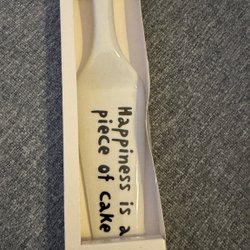 Happiness is a
piece of cake